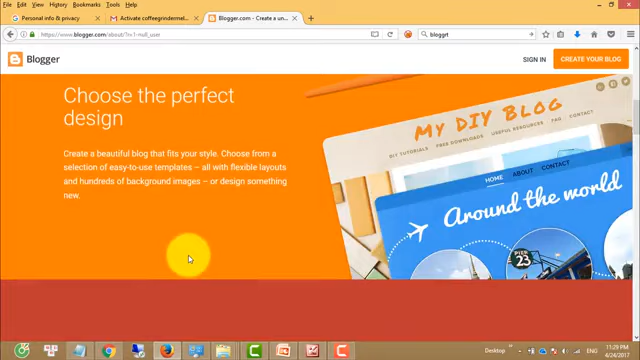 File Edit View History Bookmarks Tools Help
Personal info & privacy
Activate coffeegrindermel...
Blogger.com - Create a un...
https://www.blogger.com/about/?r=1-null_user
bloggrt
Blogger
SIGN IN
CREATE YOUR BLOG
Choose the perfect
design
Create a beautiful blog that fits your style. Choose from a
selection of easy-to-use templates – all with flexible layouts
and hundreds of background images – or design something
new.
MY DIY BLOG
DIY TUTORIALS FREE DOWNLOADS USEFUL RESOURCES FAQ CONTACT
HOME ABOUT CONTACT
Around the world
PIER
23
Desktop
11:29 PM
6/24/2017